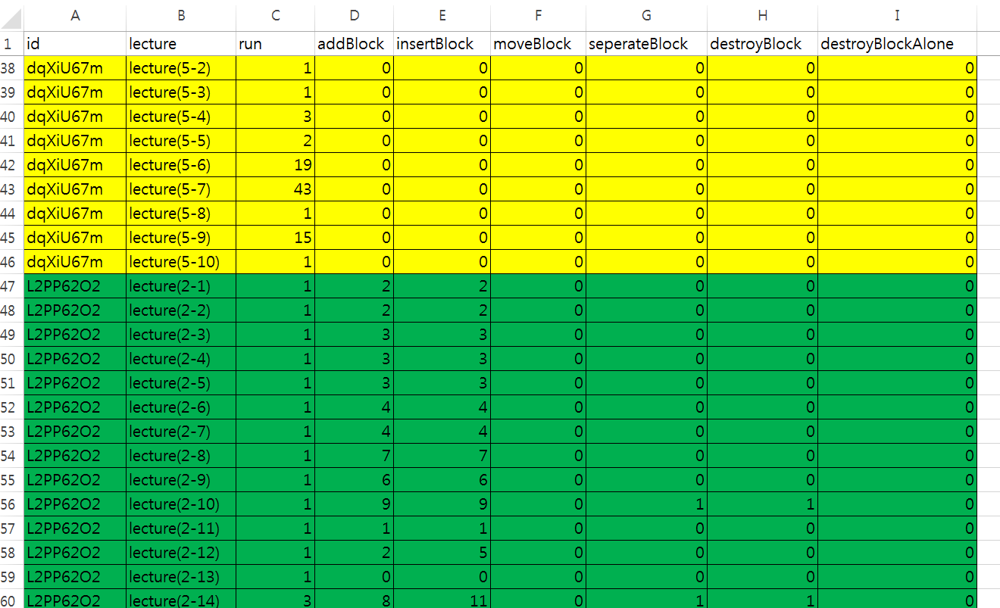 A B C D E F G H I
1 id lecture run addBlock insertBlock moveBlock seperateBlock destroyBlock destroyBlockAlone
38 dqXiU67m lecture(5-2) 1 0 0 0 0 0 0
39 dqXiU67m lecture(5-3) 1 0 0 0 0 0 0
40 dqXiU67m lecture(5-4) 3 0 0 0 0 0 0
41 dqXiU67m lecture(5-5) 2 0 0 0 0 0 0
42 dqXiU67m lecture(5-6) 19 0 0 0 0 0 0
43 dqXiU67m lecture(5-7) 43 0 0 0 0 0 0
44 dqXiU67m lecture(5-8) 1 0 0 0 0 0 0
45 dqXiU67m lecture(5-9) 15 0 0 0 0 0 0
46 dqXiU67m lecture(5-10) 1 0 0 0 0 0 0
47 L2PP62O2 lecture(2-1) 1 2 2 0 0 0 0
48 L2PP62O2 lecture(2-2) 1 2 2 0 0 0 0
49 L2PP62O2 lecture(2-3) 1 3 3 0 0 0 0
50 L2PP62O2 lecture(2-4) 1 3 3 0 0 0 0
51 L2PP62O2 lecture(2-5) 1 3 3 0 0 0 0
52 L2PP62O2 lecture(2-6) 1 4 4 0 0 0 0
53 L2PP62O2 lecture(2-7) 1 4 4 0 0 0 0
54 L2PP62O2 lecture(2-8) 1 7 7 0 0 0 0
55 L2PP62O2 lecture(2-9) 1 6 6 0 0 0 0
56 L2PP62O2 lecture(2-10) 1 9 9 0 1 1 0
57 L2PP62O2 lecture(2-11) 1 1 1 0 0 0 0
58 L2PP62O2 lecture(2-12) 1 2 5 0 0 0 0
59 L2PP62O2 lecture(2-13) 1 0 0 0 0 0 0
60 L2PP62O2 lecture(2-14) 3 8 11 0 1 1 0